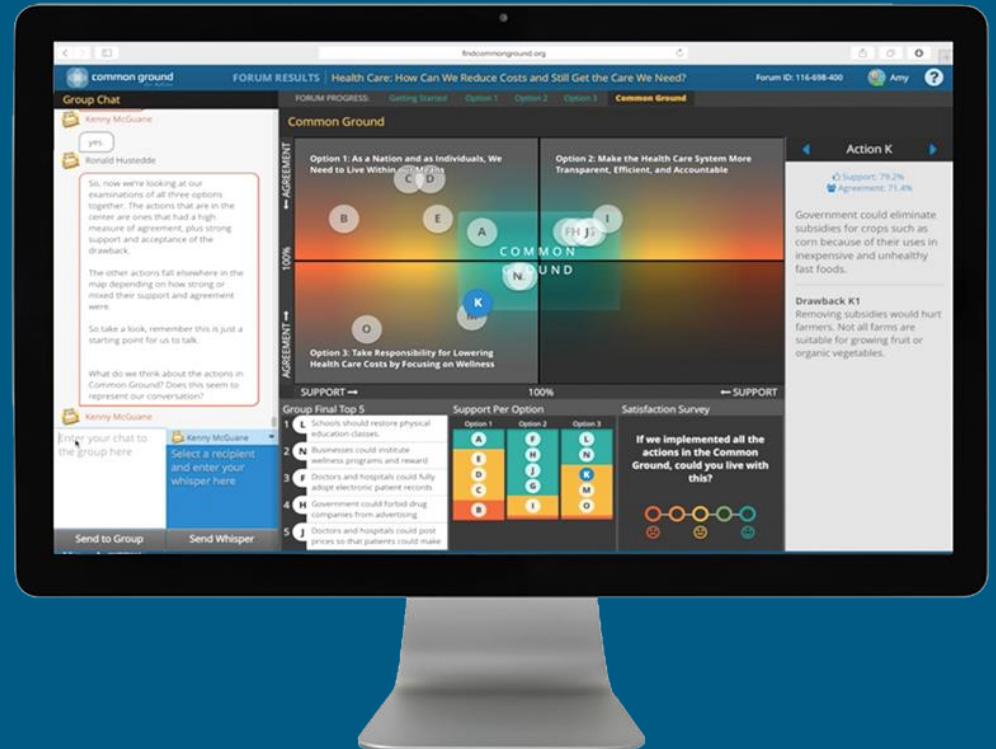 findcommonground.org
common ground
FORUM RESULTS
Health Care: How Can We Reduce Costs and Still Get the Care We Need?
Forum ID: 116-698-400
Amy
?
Group Chat
FORUM PROGRESS:
Getting Started
Option 1
Option 2
Option 3
Common Ground
Kenny McGuane
yes.
Ronald Hustedde
So, now we're looking at our
examinations of all three options
together. The actions that are in the
center are ones that had a high
measure of agreement, plus strong
support and acceptance of the
drawback.
The other actions fall elsewhere in the
map depending on how strong or
mixed their support and agreement
were.
So take a look, remember this is just a
starting point for us to talk.
What do we think about the actions in
Common Ground? Does this seem to
represent our conversation?
Kenny McGuane
Enter your chat to
the group here
Kenny McGuane
Select a recipient
and enter your
whisper here
Send to Group
Send Whisper
Common Ground
AGREEMENT
100%
AGREEMENT
Option 1: As a Nation and as Individuals, We
Need to Live Within our Means
C
D
B
E
A
Option 2: Make the Health Care System More
Transparent, Efficient, and Accountable
F
H
J
I
COMMON
GROUND
N
K
M
O
Option 3: Take Responsibility for Lowering
Health Care Costs by Focusing on Wellness
SUPPORT →
100%
← SUPPORT
Group Final Top 5
1 L Schools should restore physical
education classes.
2 N Businesses could institute
wellness programs and reward
3 F Doctors and hospitals could fully
adopt electronic patient records
4 H Government could forbid drug
companies from advertising
5 J Doctors and hospitals could post
prices so that patients could make
Support Per Option
Option 1
Option 2
Option 3
A
E
D
C
B
F
H
J
G
I
L
N
K
M
O
Satisfaction Survey
If we implemented all the
actions in the Common
Ground, could you live with
this?
Action K
Support: 79.2%
Agreement: 71.4%
Government could eliminate
subsidies for crops such as
corn because of their uses in
inexpensive and unhealthy
fast foods.
Drawback K1
Removing subsidies would hurt
farmers. Not all farms are
suitable for growing fruit or
organic vegetables.